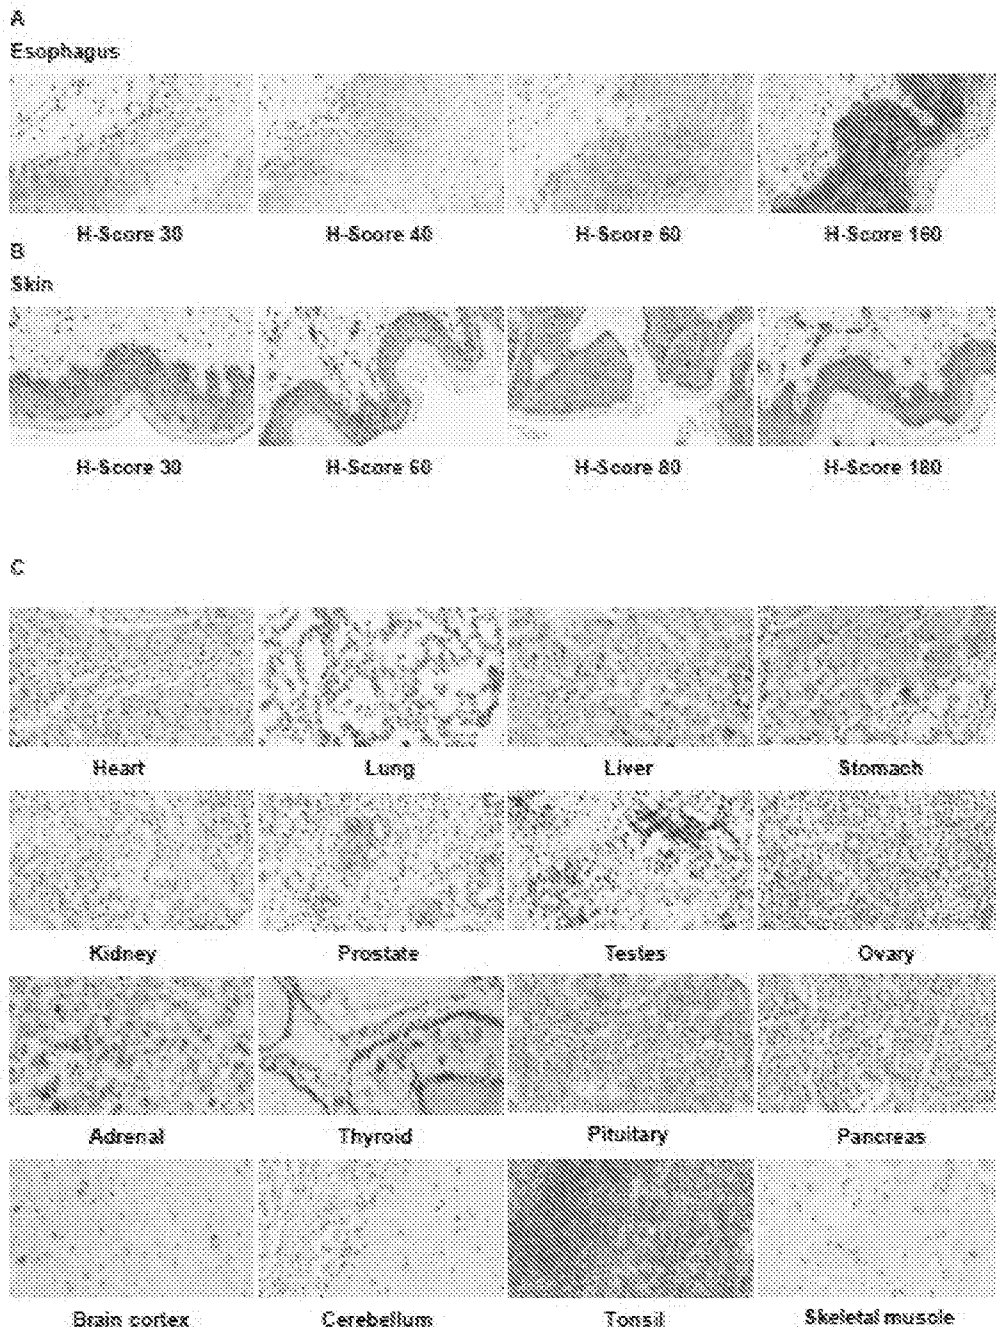 A
Esophagus
H-Score 30 H-Score 40 H-Score 60 H-Score 160
B
Skin
H-Score 30 H-Score 60 H-Score 80 H-Score 180
C
Heart Lung Liver Stomach
Kidney Prostate Testes Ovary
Adrenal Thyroid Pituitary Pancreas
Brain cortex Cerebellum Tonsil Skeletal muscle